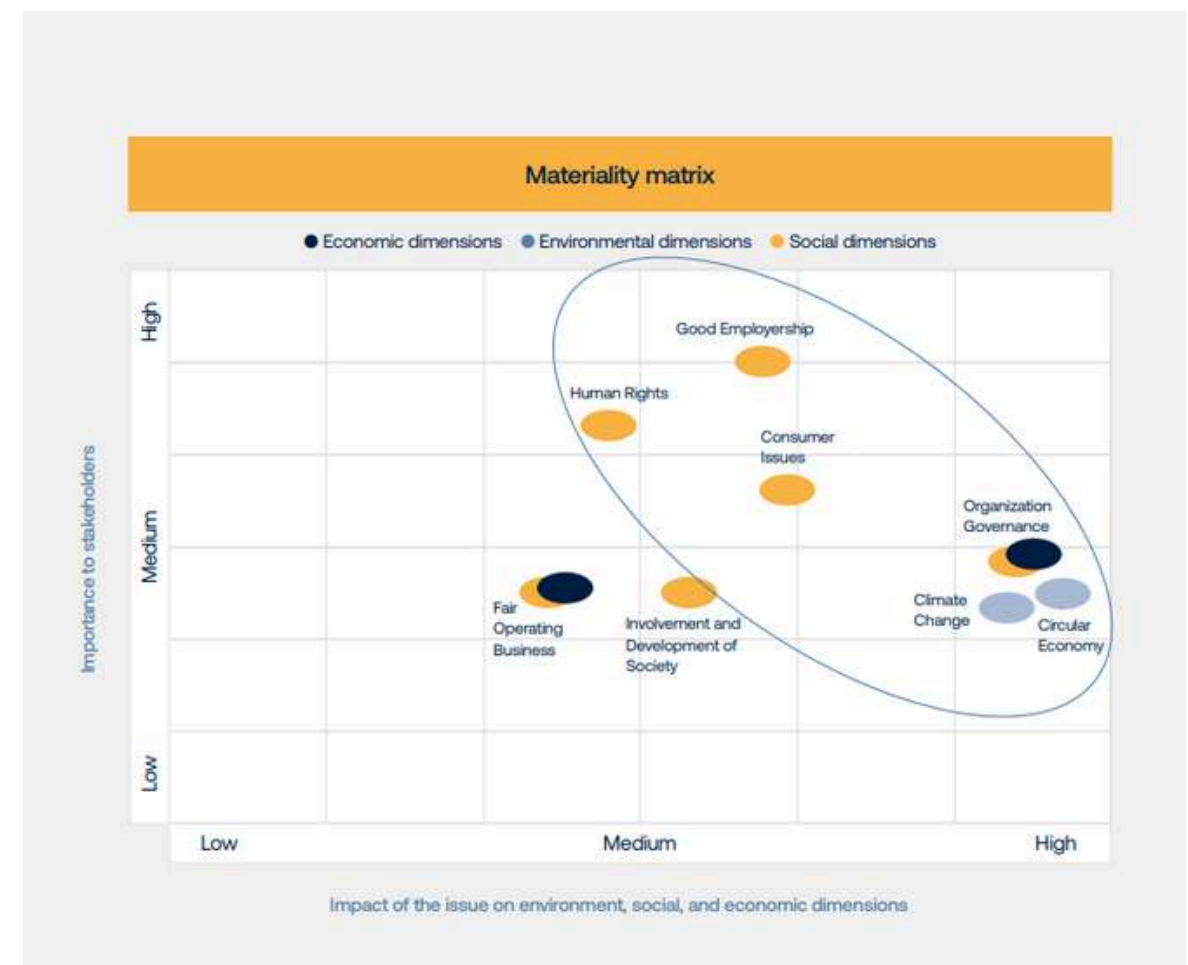 Materiality matrix
Economic dimensions Environmental dimensions Social dimensions
High
Good Employership
Human Rights
Consumer
Issues
Importance to stakeholders
Medium
Organization
Governance
Fair
Operating
Business
Involvement and
Development of
Society
Climate
Change
Circular
Economy
Low
Low Medium High
Impact of the issue on environment, social, and economic dimensions